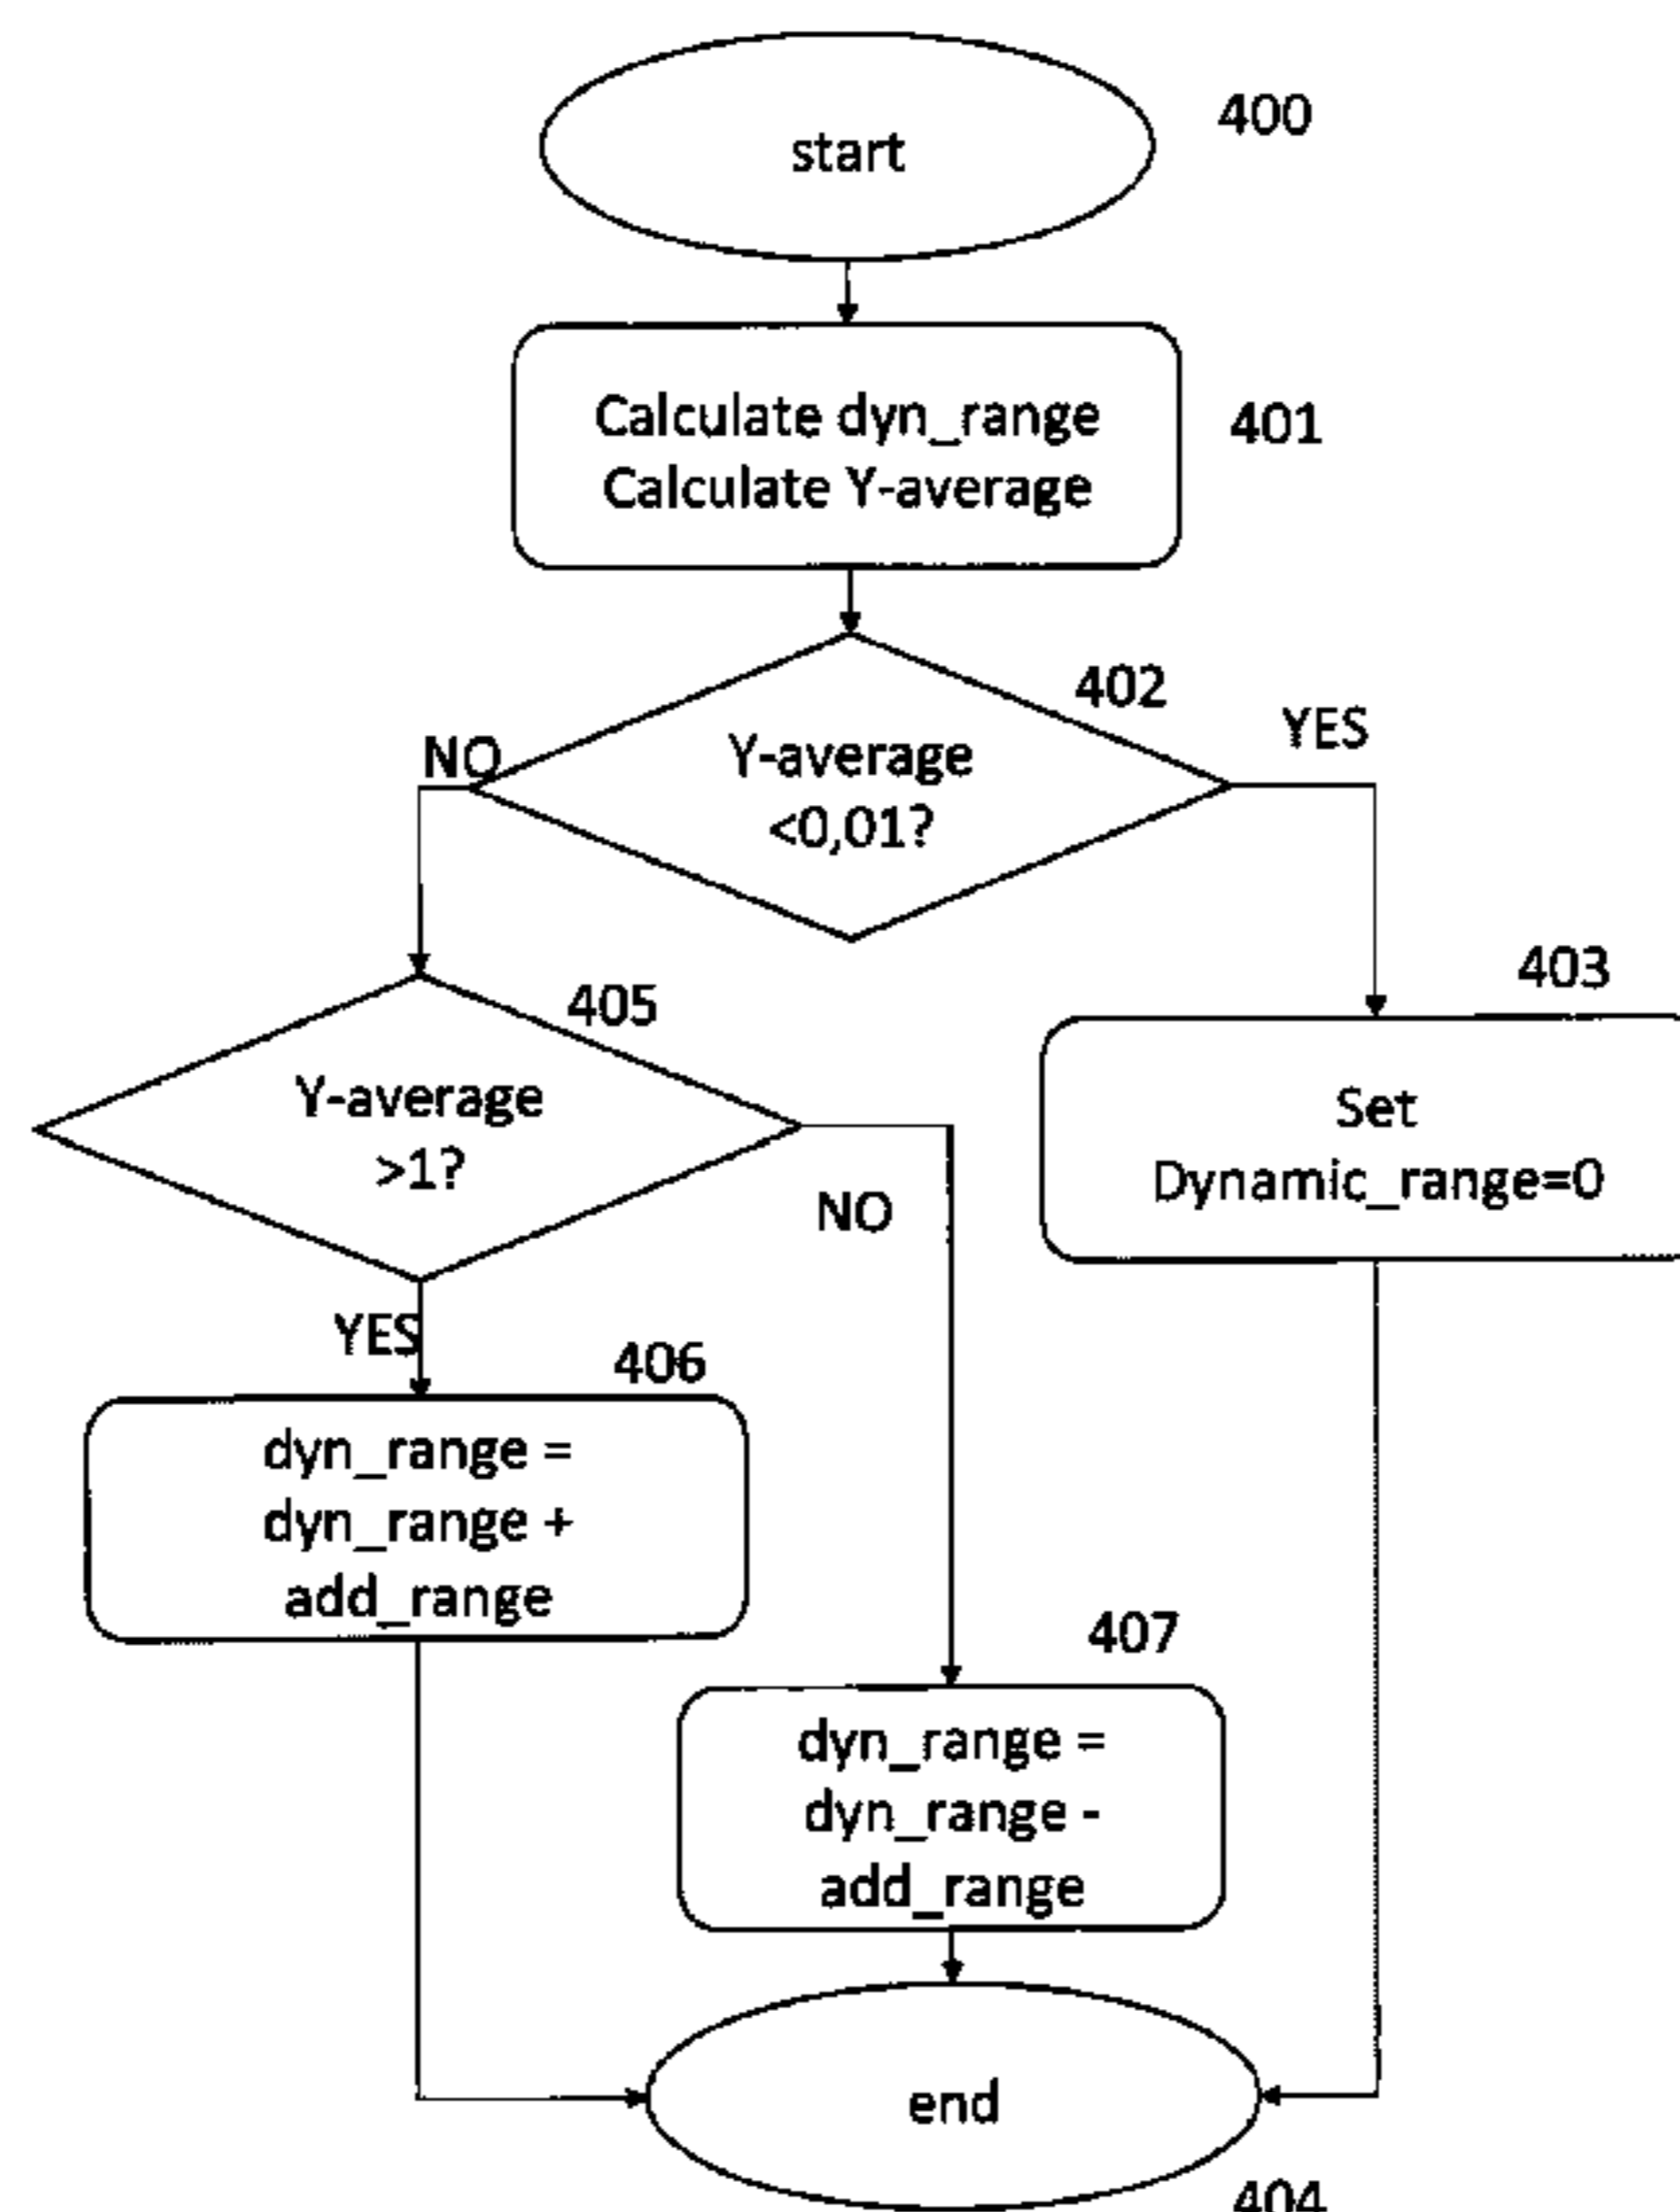 start
400
Calculate dyn_range
Calculate Y-average
401
402
Y-average
<0,01?
NO
YES
403
Set
Dynamic_range=0
405
Y-average
>1?
NO
YES
406
dyn_range =
dyn_range +
add_range
407
dyn_range =
dyn_range -
add_range
end
404